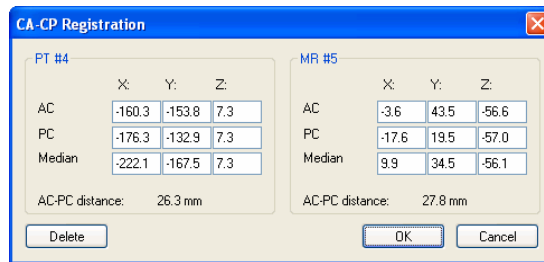 CA-CP Registration
PT #4
X: Y: Z:
AC -160.3 -153.8 7.3
PC -176.3 -132.9 7.3
Median -222.1 -167.5 7.3
AC-PC distance: 26.3 mm
MR #5
X: Y: Z:
AC -3.6 43.5 -56.6
PC -17.6 19.5 -57.0
Median 9.9 34.5 -56.1
AC-PC distance: 27.8 mm
Delete OK Cancel